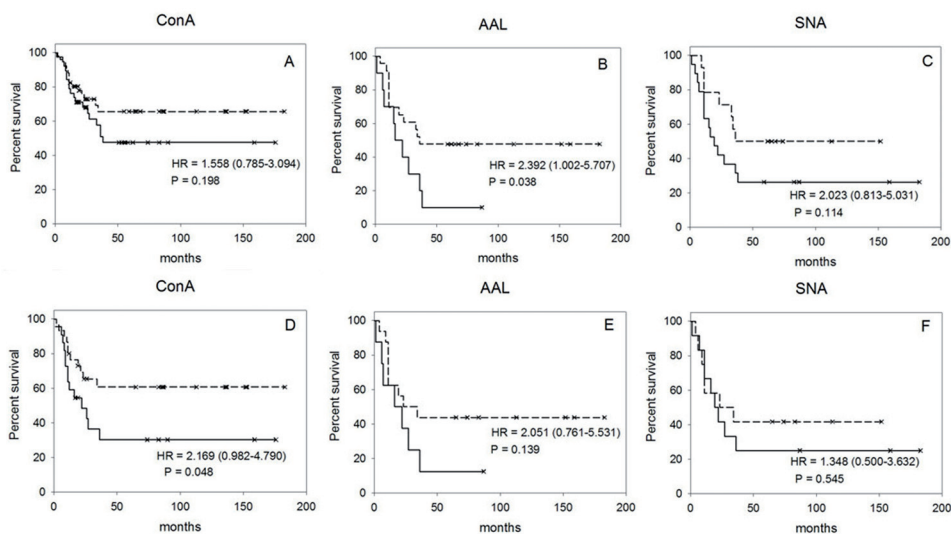 ConA
AAL
SNA
Percent survival
100
80
60
40
20
0
A
HR = 1.558 (0.785-3.094)
P = 0.198
0 50 100 150 200
months
Percent survival
100
80
60
40
20
0
B
HR = 2.392 (1.002-5.707)
P = 0.038
0 50 100 150 200
months
Percent survival
100
80
60
40
20
0
C
HR = 2.023 (0.813-5.031)
P = 0.114
0 50 100 150 200
months
ConA
AAL
SNA
Percent survival
100
80
60
40
20
0
D
HR = 2.169 (0.982-4.790)
P = 0.048
0 50 100 150 200
months
Percent survival
100
80
60
40
20
0
E
HR = 2.051 (0.761-5.531)
P = 0.139
0 50 100 150 200
months
Percent survival
100
80
60
40
20
0
F
HR = 1.348 (0.500-3.632)
P = 0.545
0 50 100 150 200
months